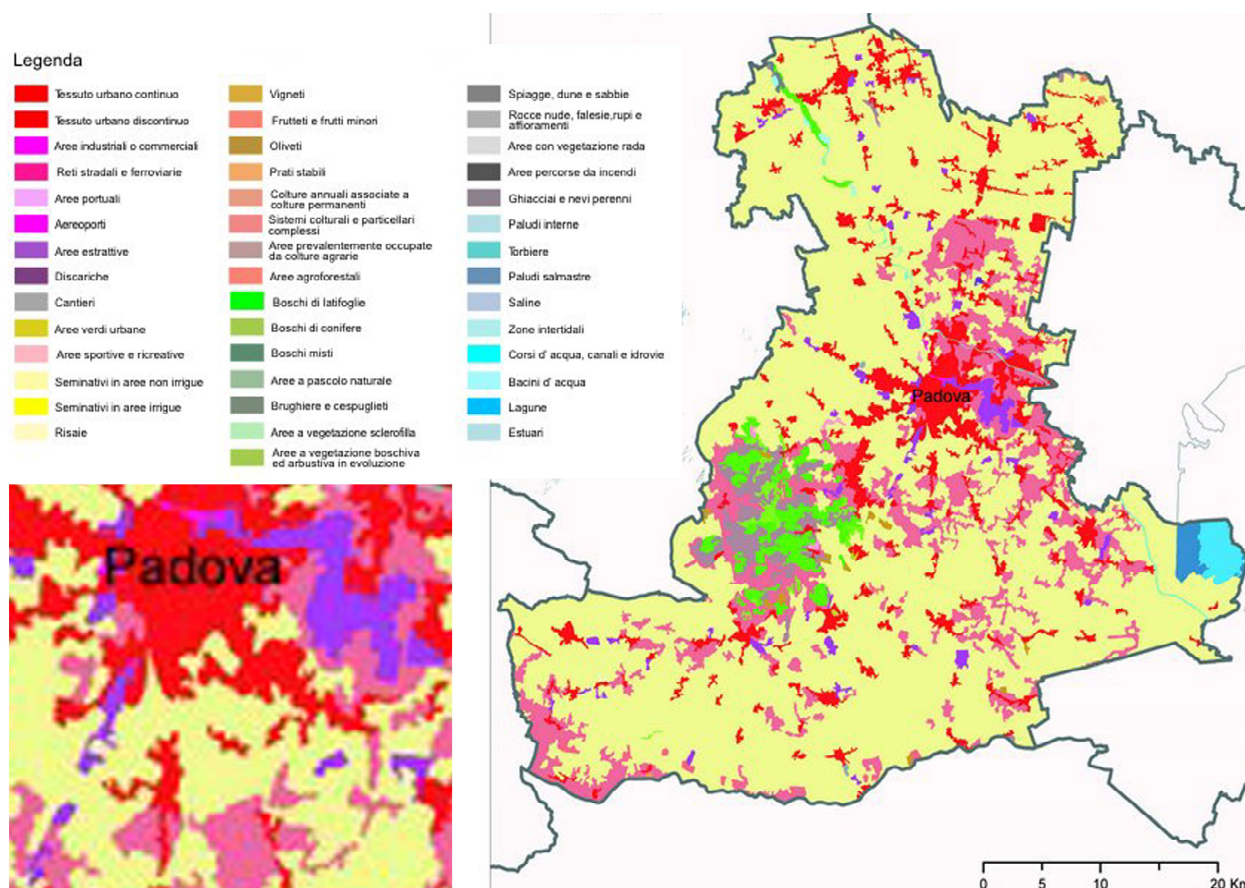 Legenda
Tessuto urbano continuo
Tessuto urbano discontinuo
Aree industriali o commerciali
Reti stradali e ferroviarie
Aree portuali
Aereoporti
Aree estrattive
Discariche
Cantieri
Aree verdi urbane
Aree sportive e ricreative
Seminativi in aree non irrigue
Seminativi in aree irrigue
Risaie
Vigneti
Frutteti e frutti minori
Oliveti
Prati stabili
Colture annuali associate a
colture permanenti
Sistemi colturali e particellari
complessi
Aree prevalentemente occupate
da colture agrarie
Aree agroforestali
Boschi di latifoglie
Boschi di conifere
Boschi misti
Aree a pascolo naturale
Brughiere e cespuglieti
Aree a vegetazione sclerofilla
Aree a vegetazione boschiva
ed arbustiva in evoluzione
Spiagge, dune e sabbie
Rocce nude, falesie,rupi e
affioramenti
Aree con vegetazione rada
Aree percorse da incendi
Ghiacciai e nevi perenni
Paludi interne
Torbiere
Paludi salmastre
Saline
Zone intertidali
Corsi d' acqua, canali e idrovie
Bacini d' acqua
Lagune
Estuari
Padova
Padova
0 5 10 20 Km